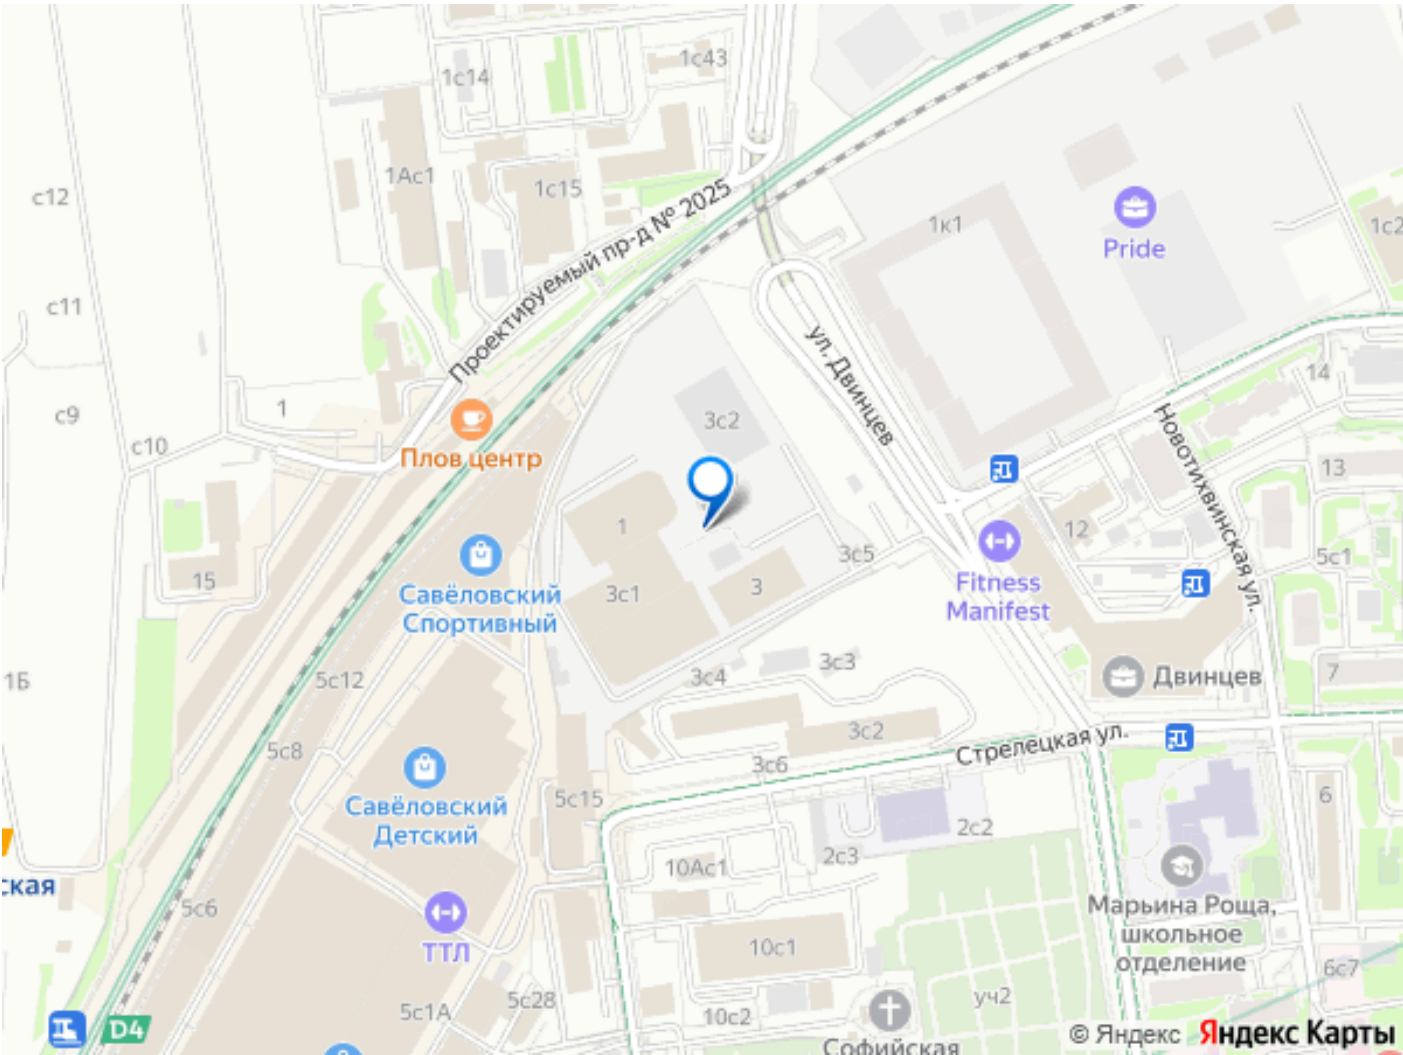 1с14
1с43
с12
1Ас1
1с15
Проектируемый пр-д № 2025
1к1
Pride
1с2
с11
ул. Двинцев
14
с9
1
с10
Плов центр
3с2
Новотихвинская ул.
13
1
12
5с1
15
Савёловский
Спортивный
3с1
3
3с5
Fitness
Manifest
1Б
5с12
3с4
3с3
Двинцев
7
5с8
3с2
Стрелецкая ул.
3с6
Савёловский
Детский
5с15
6
2с2
2с3
10Ас1
ская
5с6
ТТЛ
Марьина Роща,
школьное
отделение
10с1
6с7
5с1А
5с28
уч2
10с2
D4
Софийская
© Яндекс Яндекс Карты